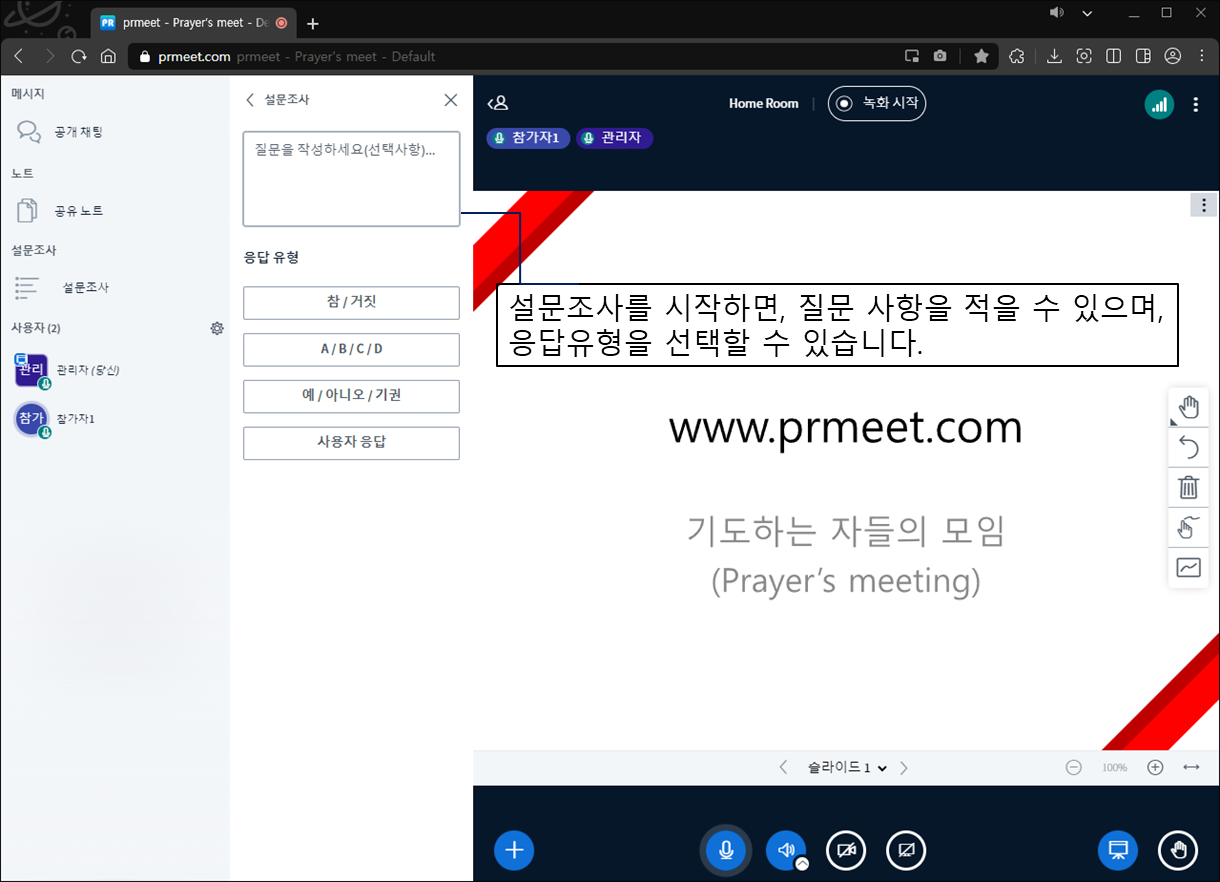 PR prmeet - Prayer's meet - De
prmeet.com prmeet - Prayer's meet - Default
메시지
공개 채팅
노트
공유 노트
설문조사
설문조사
사용자 (2)
관리 관리자 (당신)
참가 참가자1
설문조사
질문을 작성하세요(선택사항)...
응답 유형
참 / 거짓
A / B / C / D
예 / 아니오 / 기권
사용자 응답
Home Room
녹화 시작
참가자1 관리자
설문조사를 시작하면, 질문 사항을 적을 수 있으며,
응답유형을 선택할 수 있습니다.
www.prmeet.com
기도하는 자들의 모임
(Prayer’s meeting)
슬라이드 1
100%